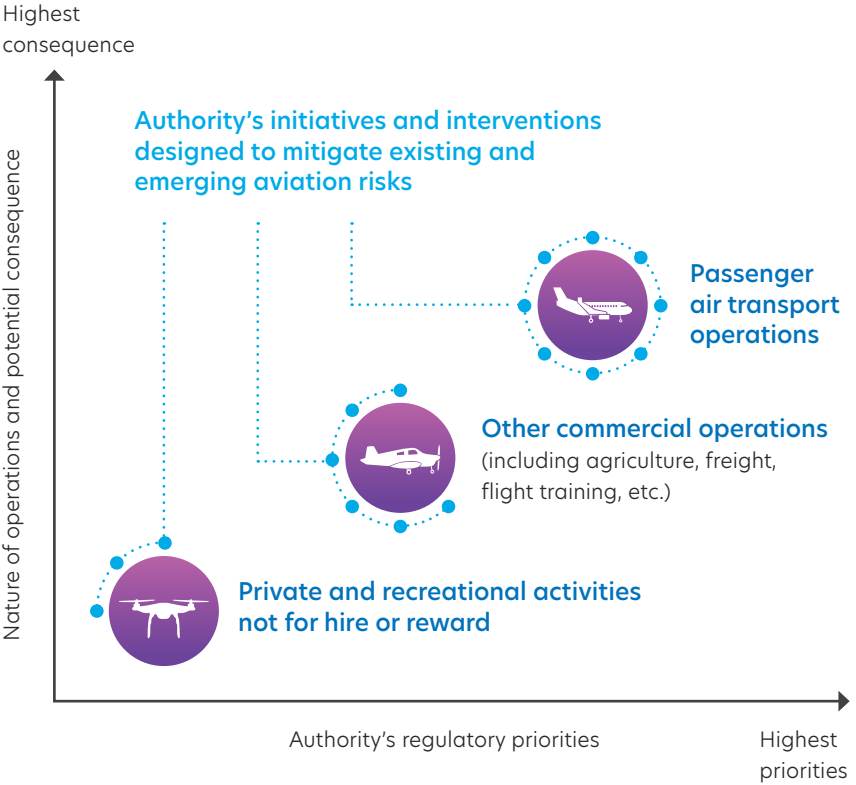 Highest
consequence
Nature of operations and potential consequence
Authority's initiatives and interventions
designed to mitigate existing and
emerging aviation risks
Passenger
air transport
operations
Other commercial operations
(including agriculture, freight,
flight training, etc.)
Private and recreational activities
not for hire or reward
Authority's regulatory priorities
Highest
priorities